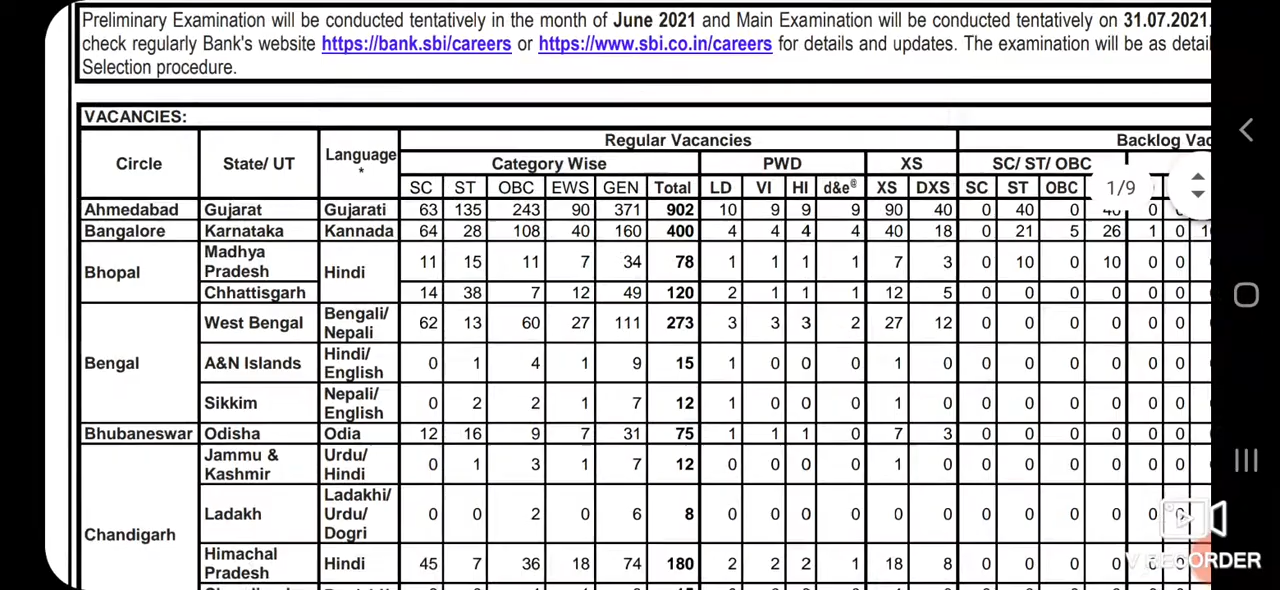 Preliminary Examination will be conducted tentatively in the month of June 2021 and Main Examination will be conducted tentatively on 31.07.2021.
check regularly Bank's website https://bank.sbi/careers or https://www.sbi.co.in/careers for details and updates. The examination will be as detai
Selection procedure.
VACANCIES:
Circle State/ UT Language * Regular Vacancies Backlog Vac
Category Wise PWD XS SC/ ST/ OBC
SC ST OBC EWS GEN Total LD VI HI d&e@ XS DXS SC ST OBC
1/9
Ahmedabad Gujarat Gujarati 63 135 243 90 371 902 10 9 9 9 90 40 0 40 0 40 0
Bangalore Karnataka Kannada 64 28 108 40 160 400 4 4 4 4 40 18 0 21 5 26 1 0
Bhopal Madhya Pradesh Hindi 11 15 11 7 34 78 1 1 1 1 7 3 0 10 0 10 0 0
Chhattisgarh 14 38 7 12 49 120 2 1 1 1 12 5 0 0 0 0 0 0
Bengal West Bengal Bengali/ Nepali 62 13 60 27 111 273 3 3 3 2 27 12 0 0 0 0 0 0
A&N Islands Hindi/ English 0 1 4 1 9 15 1 0 0 0 1 0 0 0 0 0 0 0
Sikkim Nepali/ English 0 2 2 1 7 12 1 0 0 0 1 0 0 0 0 0 0 0
Bhubaneswar Odisha Odia 12 16 9 7 31 75 1 1 1 0 7 3 0 0 0 0 0 0
Chandigarh Jammu & Kashmir Urdu/ Hindi 0 1 3 1 7 12 0 0 0 0 1 0 0 0 0 0 0 0
Ladakh Ladakhi/ Urdu/ Dogri 0 0 2 0 6 8 0 0 0 0 0 0 0 0 0 0 0 0
Himachal Pradesh Hindi 45 7 36 18 74 180 2 2 2 1 18 8 0 0 0 0 0 0
V RECORDER